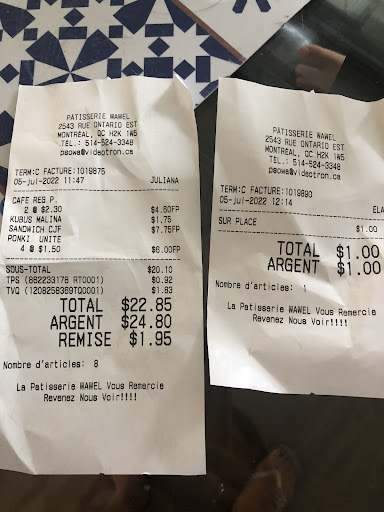 PATISSERIE WAWEL
2543 RUE ONTARIO EST
MONTREAL, QC H2K 1W5
TEL.: 514-524-3348
psowa@videotron.ca
TERM:C FACTURE:1019875
05-jul-2022 11:47 JULIANA
CAFE REG P.
2 @ $2.30 $4.60FP
KUBUS MALINA $1.75
SANDWICH CJF $7.75FP
PONKI UNITE
4 @ $1.50 $6.00FP
SOUS-TOTAL $20.10
TPS (862233178 RT0001) $0.92
TVQ (1208258369TQ0001) $1.83
TOTAL $22.85
ARGENT $24.80
REMISE $1.95
Nombre d'articles: 8
La Patisserie WAWEL Vous Remercie
Revenez Nous Voir!!!!
PATISSERIE WAWEL
2543 RUE ONTARIO EST
MONTREAL, QC H2K 1W5
TEL.: 514-524-3348
psowa@videotron.ca
TERM:C FACTURE:1019890
05-jul-2022 12:14 ELA
SUR PLACE $1.00
TOTAL $1.00
ARGENT $1.00
Nombre d'articles: 1
La Patisserie WAWEL Vous Remercie
Revenez Nous Voir!!!!